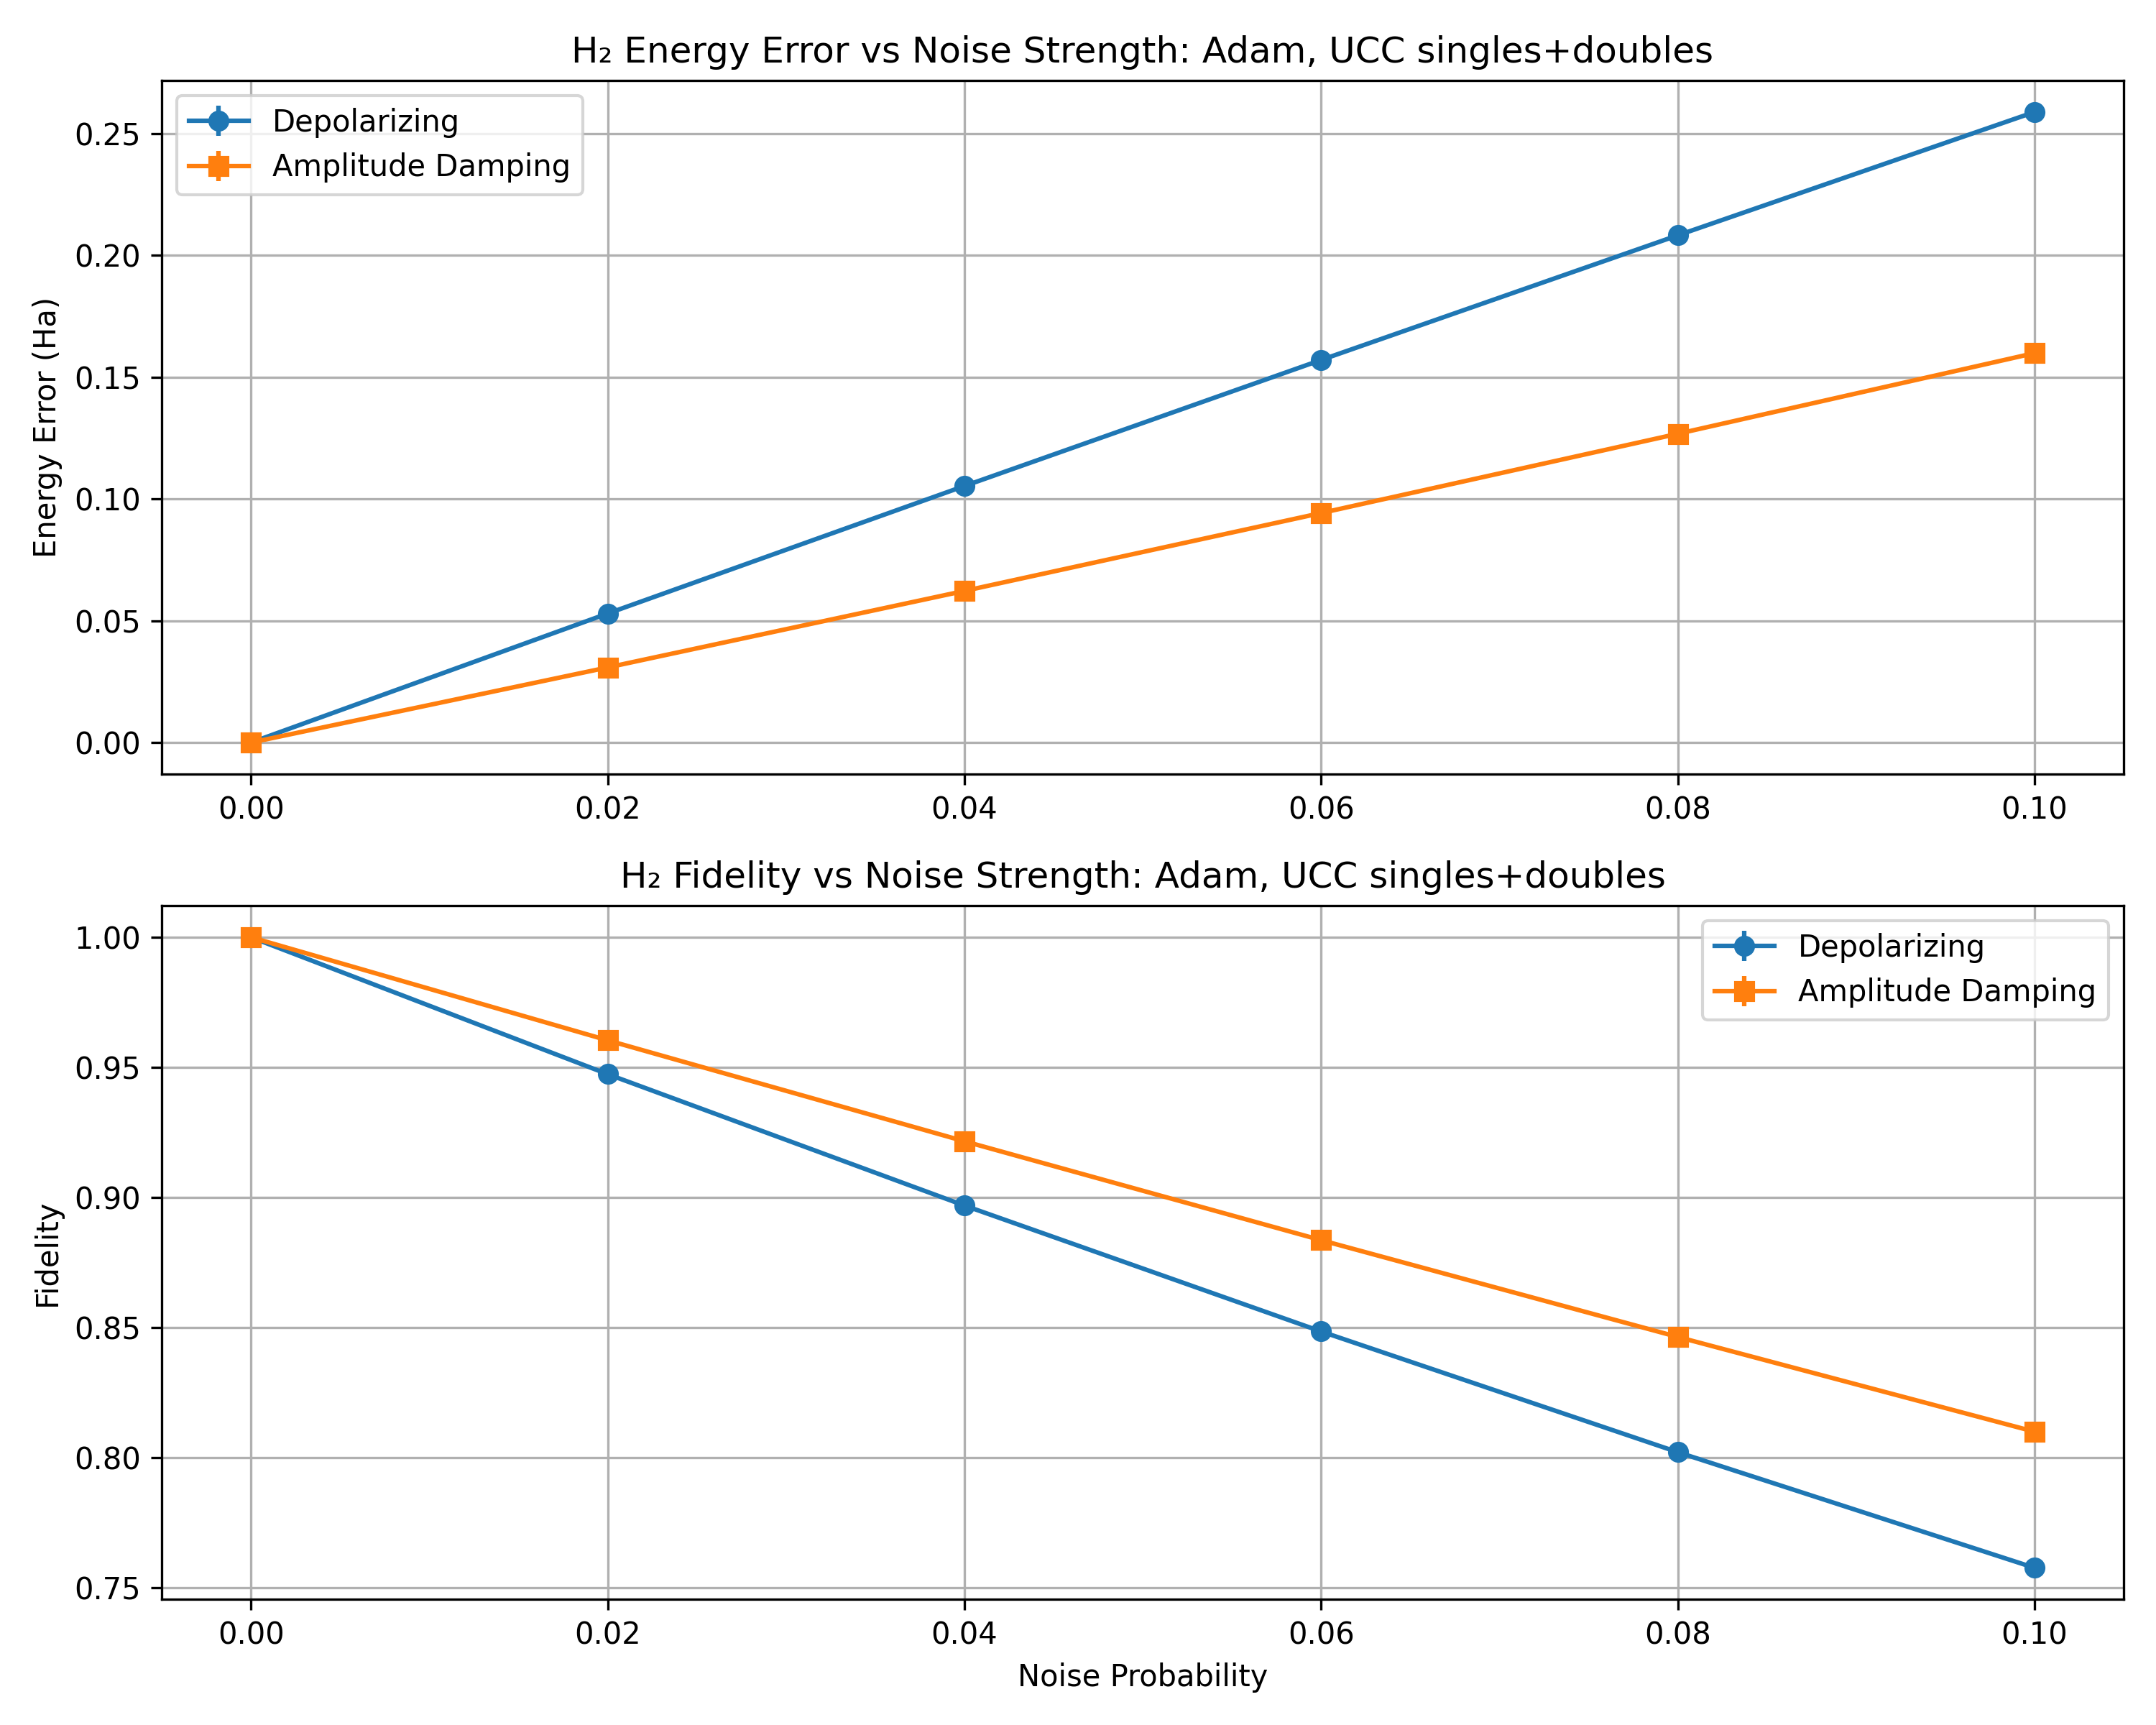 H₂ Energy Error vs Noise Strength: Adam, UCC singles+doubles
Depolarizing
Amplitude Damping
Energy Error (Ha)
0.25
0.20
0.15
0.10
0.05
0.00
0.00 0.02 0.04 0.06 0.08 0.10
H₂ Fidelity vs Noise Strength: Adam, UCC singles+doubles
Depolarizing
Amplitude Damping
Fidelity
1.00
0.95
0.90
0.85
0.80
0.75
0.00 0.02 0.04 0.06 0.08 0.10
Noise Probability